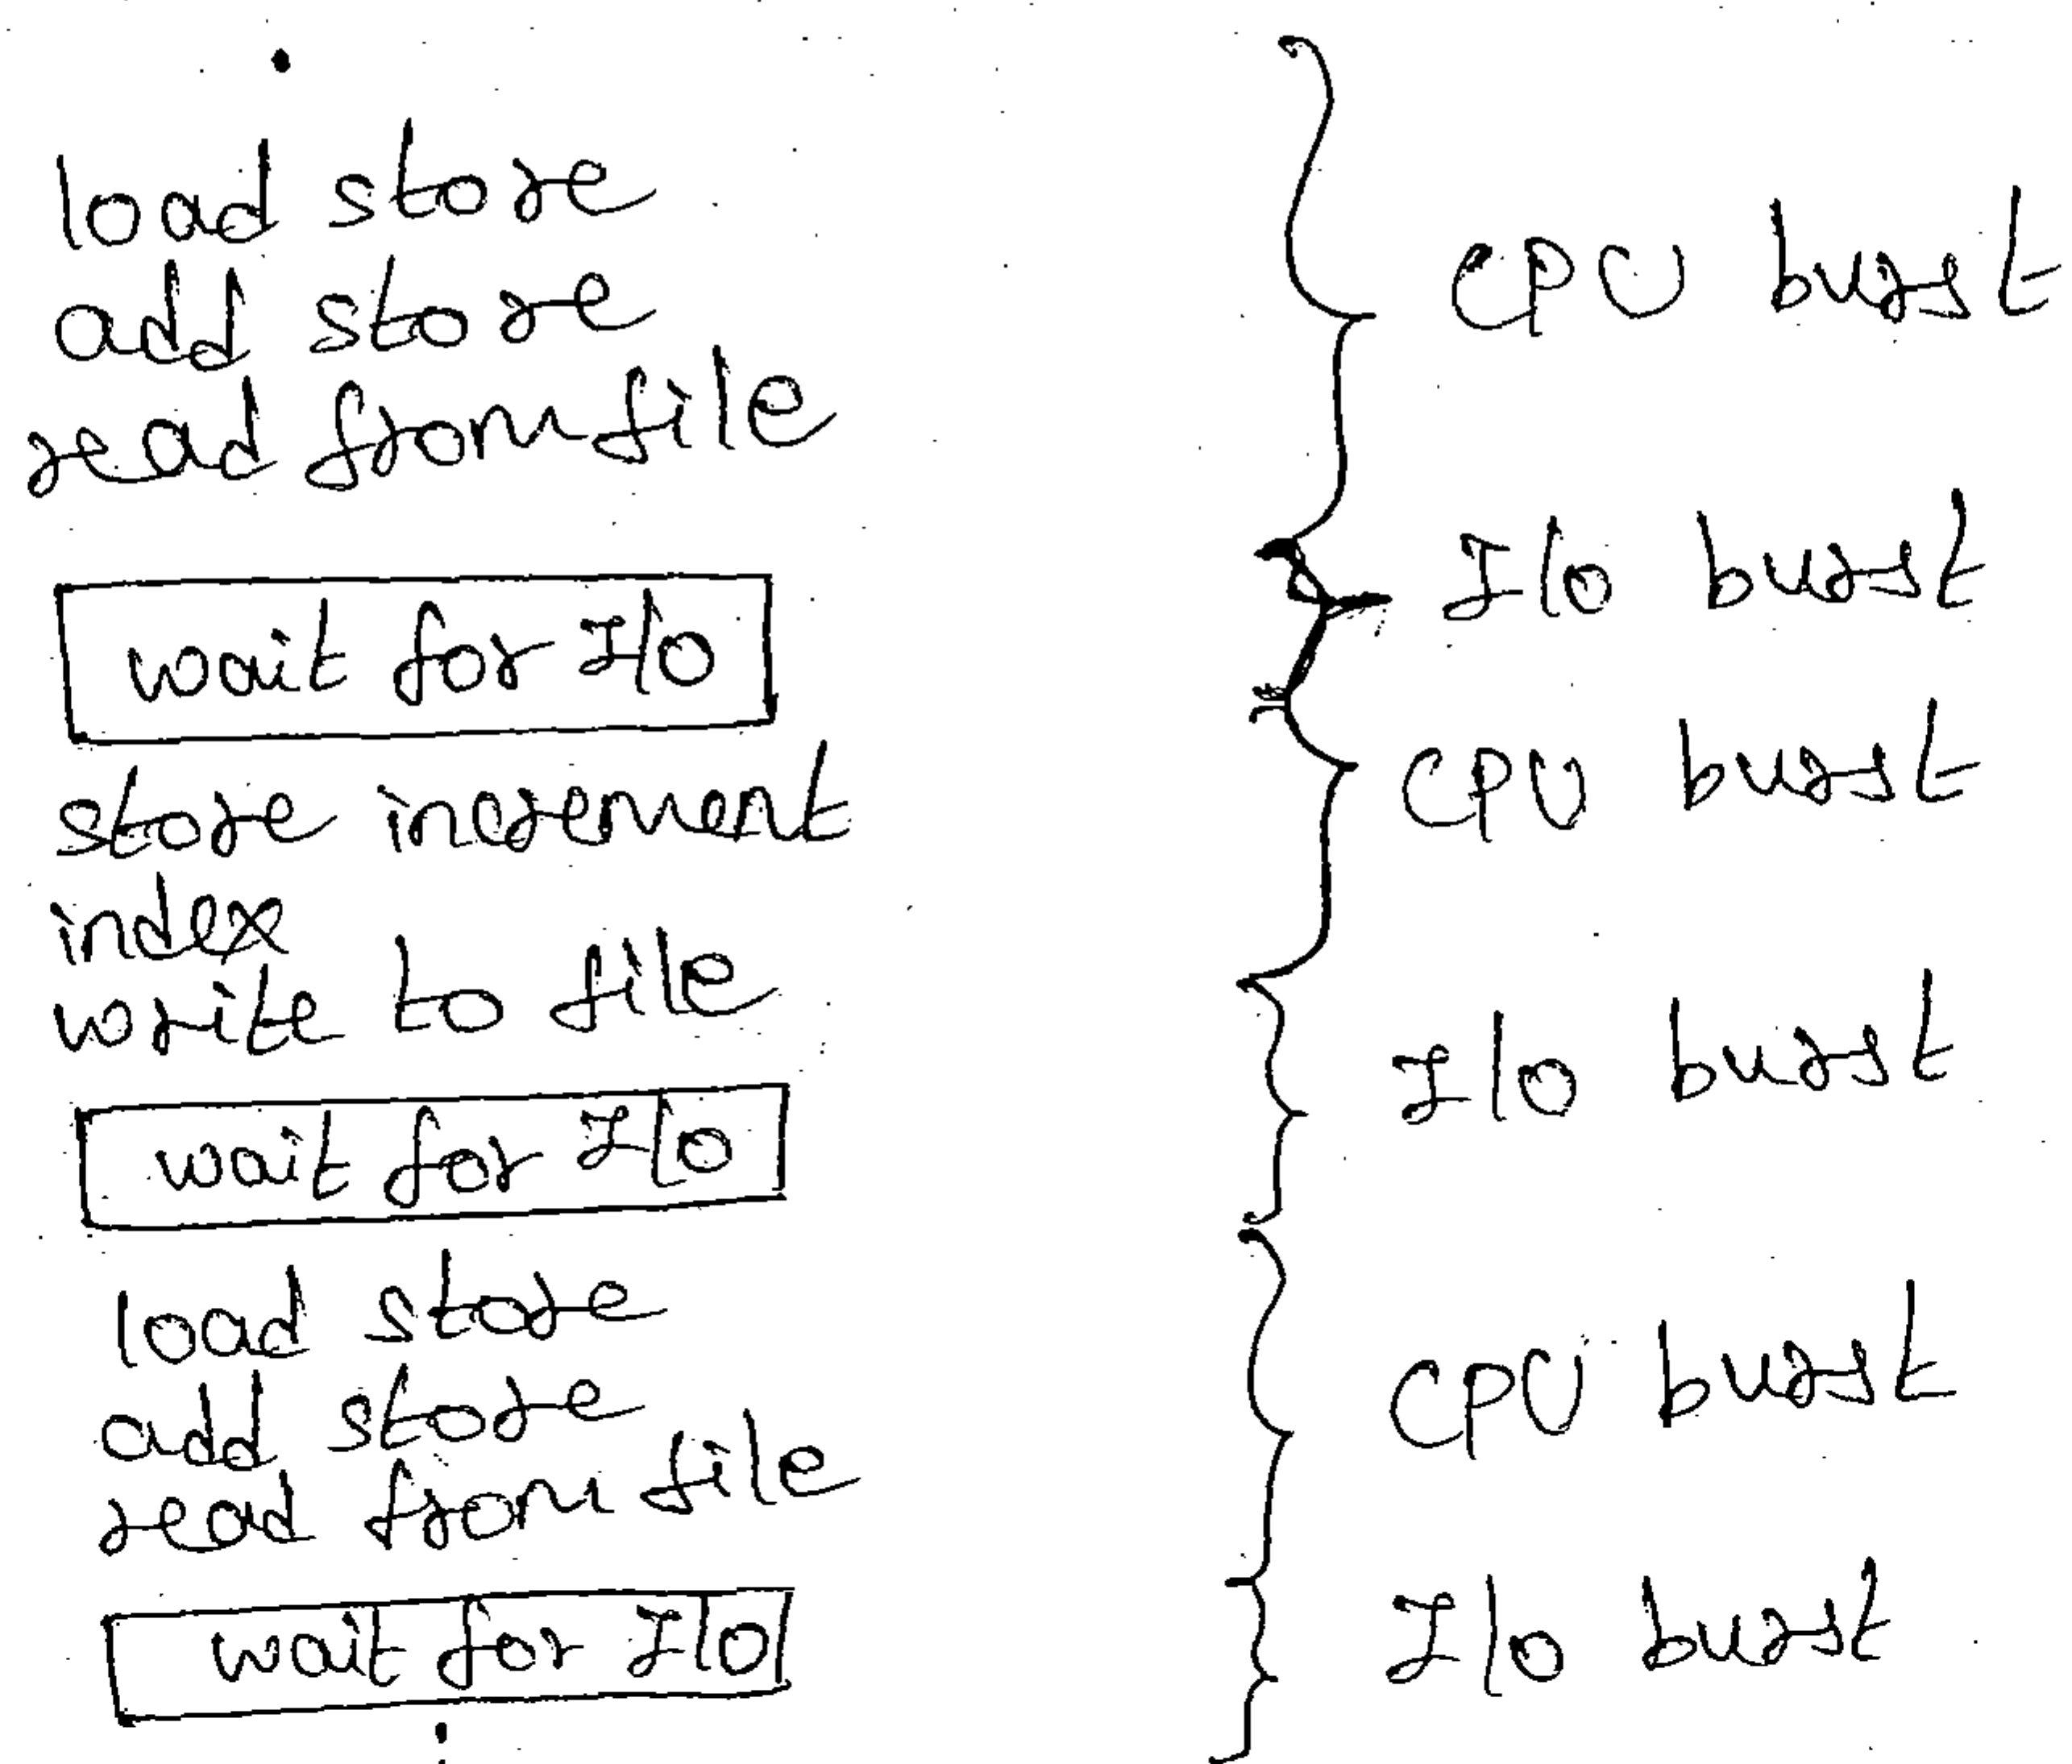 load store
add store
CPU burst
read from file
I/O burst
wait for I/O
store increment
CPU burst
index
write to file
I/O burst
wait for I/O
load store
add store
CPU burst
read from file
wait for I/O
I/O burst